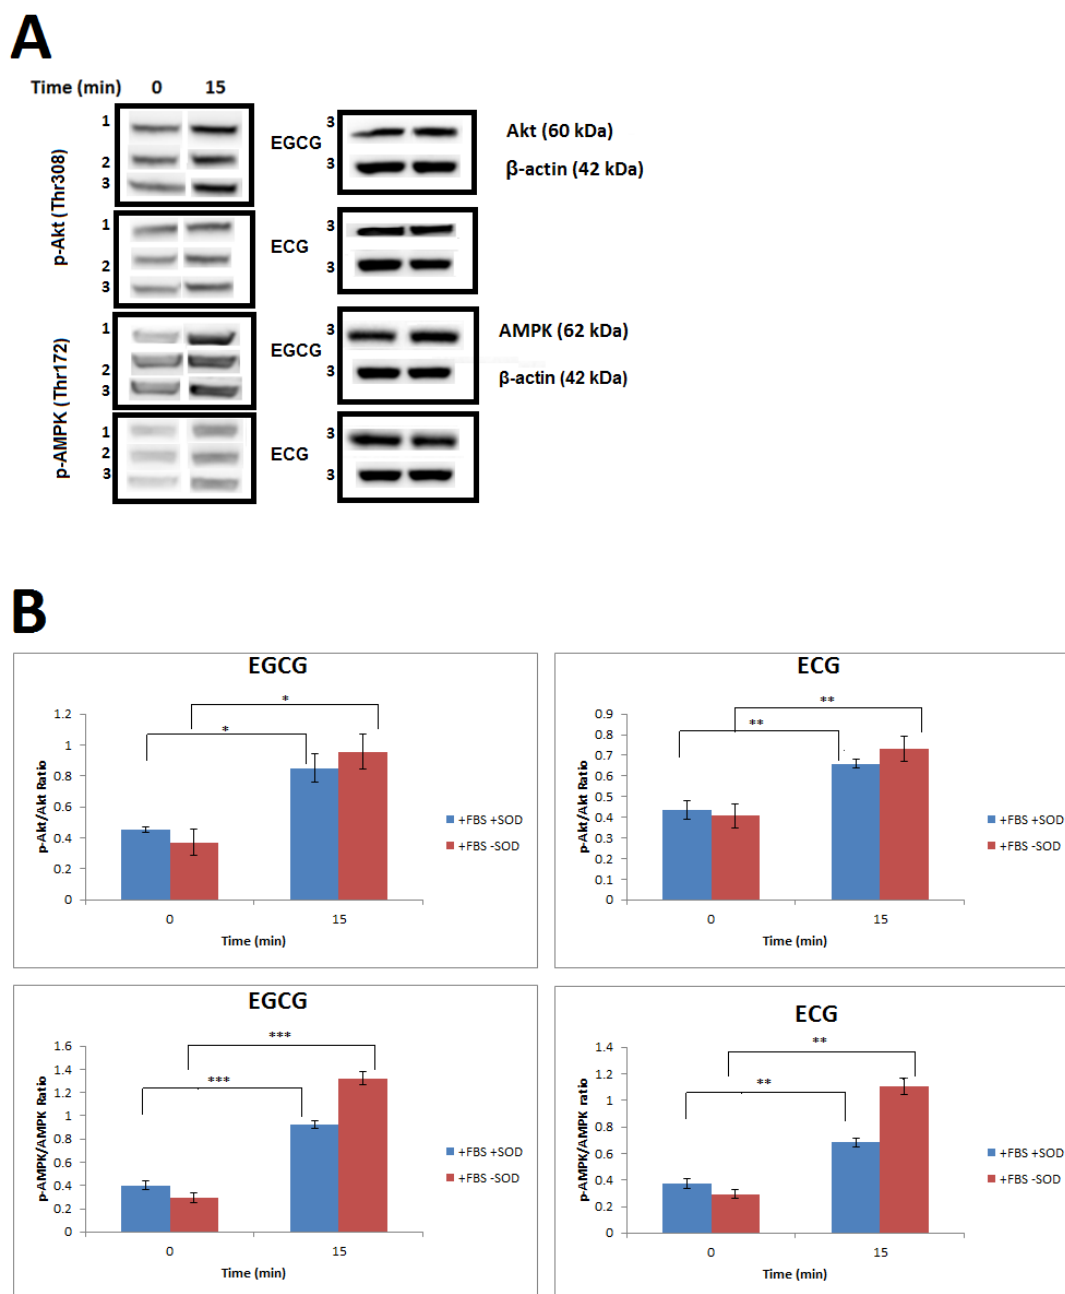 A
Time (min) 0 15
p-Akt (Thr308)
1
2
3
EGCG
3
3
Akt (60 kDa)
β-actin (42 kDa)
1
2
3
ECG
3
3
p-AMPK (Thr172)
1
2
3
EGCG
3
3
AMPK (62 kDa)
β-actin (42 kDa)
1
2
3
ECG
3
3
B
EGCG
p-Akt/Akt Ratio
1.2
1
0.8
0.6
0.4
0.2
0
*
*
0 15
Time (min)
+FBS +SOD
+FBS -SOD
ECG
p-Akt/Akt Ratio
0.9
0.8
0.7
0.6
0.5
0.4
0.3
0.2
0.1
0
**
**
0 15
Time (min)
+FBS +SOD
+FBS -SOD
EGCG
p-AMPK/AMPK Ratio
1.6
1.4
1.2
1
0.8
0.6
0.4
0.2
0
***
***
0 15
Time (min)
+FBS +SOD
+FBS -SOD
ECG
p-AMPK/AMPK ratio
1.4
1.2
1
0.8
0.6
0.4
0.2
0
**
**
0 15
Time (min)
+FBS +SOD
+FBS -SOD